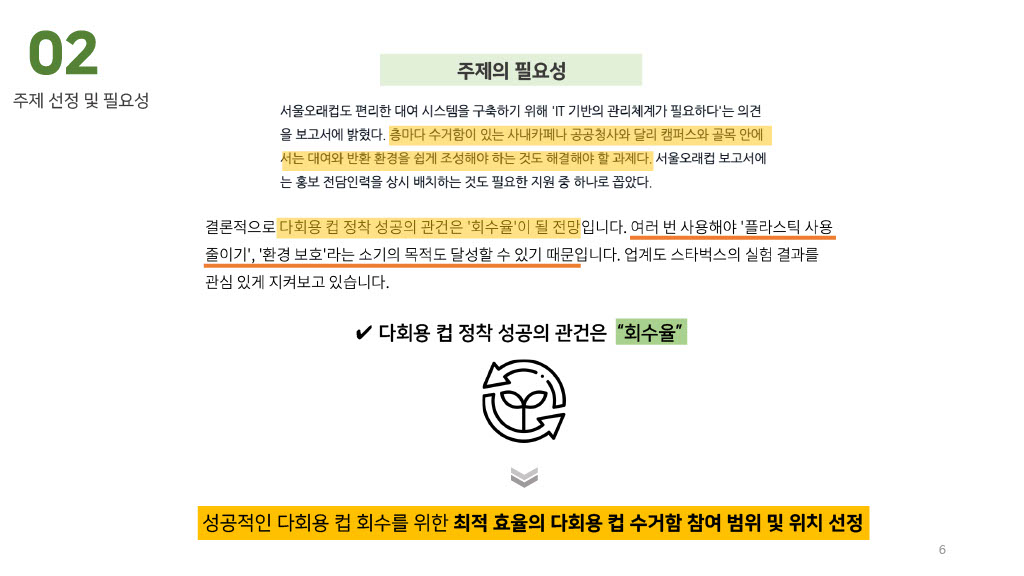 02
주제 선정 및 필요성
주제의 필요성
서울오래컵도 편리한 대여 시스템을 구축하기 위해 'IT 기반의 관리체계가 필요하다'는 의견
을 보고서에 밝혔다. 층마다 수거함이 있는 사내카페나 공공청사와 달리 캠퍼스와 골목 안에
서는 대여와 반환 환경을 쉽게 조성해야 하는 것도 해결해야 할 과제다. 서울오래컵 보고서에
는 홍보 전담인력을 상시 배치하는 것도 필요한 지원 중 하나로 꼽았다.
결론적으로 다회용 컵 정착 성공의 관건은 '회수율'이 될 전망입니다. 여러 번 사용해야 '플라스틱 사용
줄이기', '환경 보호'라는 소기의 목적도 달성할 수 있기 때문입니다. 업계도 스타벅스의 실험 결과를
관심 있게 지켜보고 있습니다.
✔ 다회용 컵 정착 성공의 관건은 “회수율”
성공적인 다회용 컵 회수를 위한 최적 효율의 다회용 컵 수거함 참여 범위 및 위치 선정
6